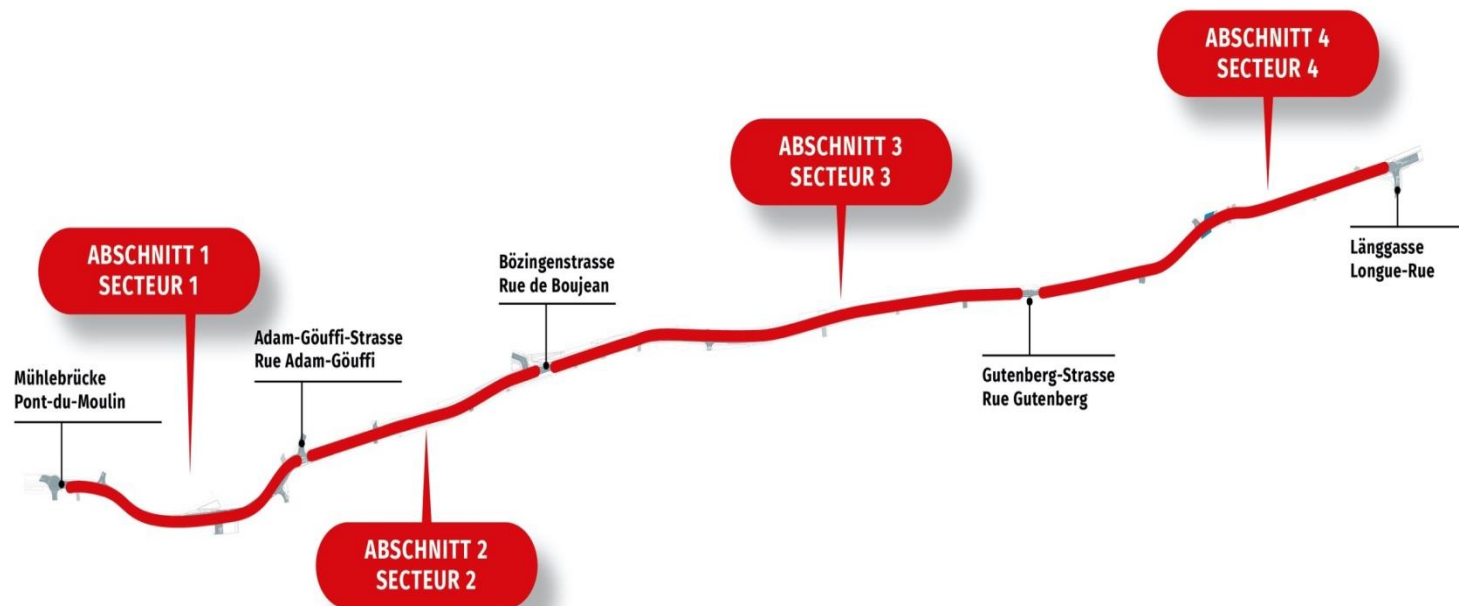 ABSCHNITT 4
SECTEUR 4
ABSCHNITT 3
SECTEUR 3
ABSCHNITT 1
SECTEUR 1
Länggasse
Longue-Rue
Bözingenstrasse
Rue de Boujean
Adam-Göuffi-Strasse
Rue Adam-Göuffi
Mühlebrücke
Pont-du-Moulin
Gutenberg-Strasse
Rue Gutenberg
ABSCHNITT 2
SECTEUR 2